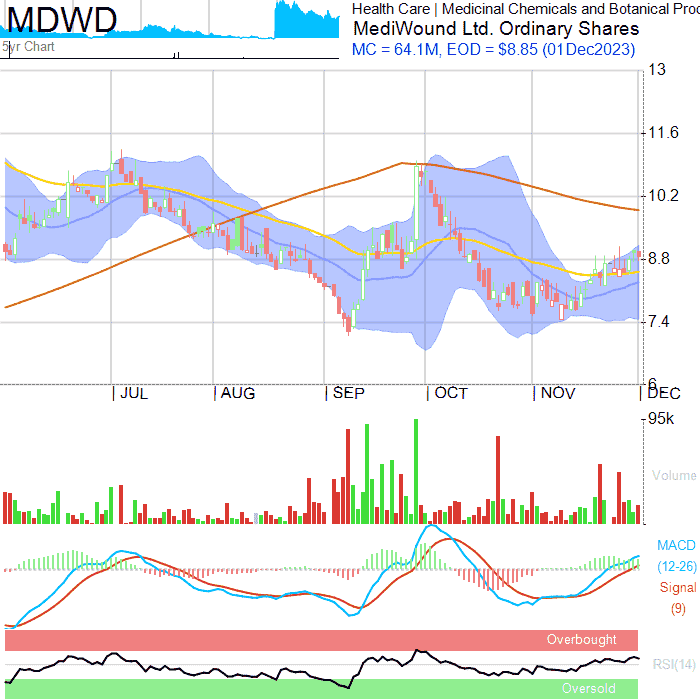 MDWD
5yr Chart
Health Care | Medicinal Chemicals and Botanical Proc
MediWound Ltd. Ordinary Shares
MC = 64.1M, EOD = $8.85 (01Dec2023)
13
11.6
10.2
8.8
7.4
6
| JUL | AUG | SEP | OCT | NOV | DEC
95k
Volume
MACD
(12-26)
Signal
(9)
Overbought
RSI(14)
Oversold